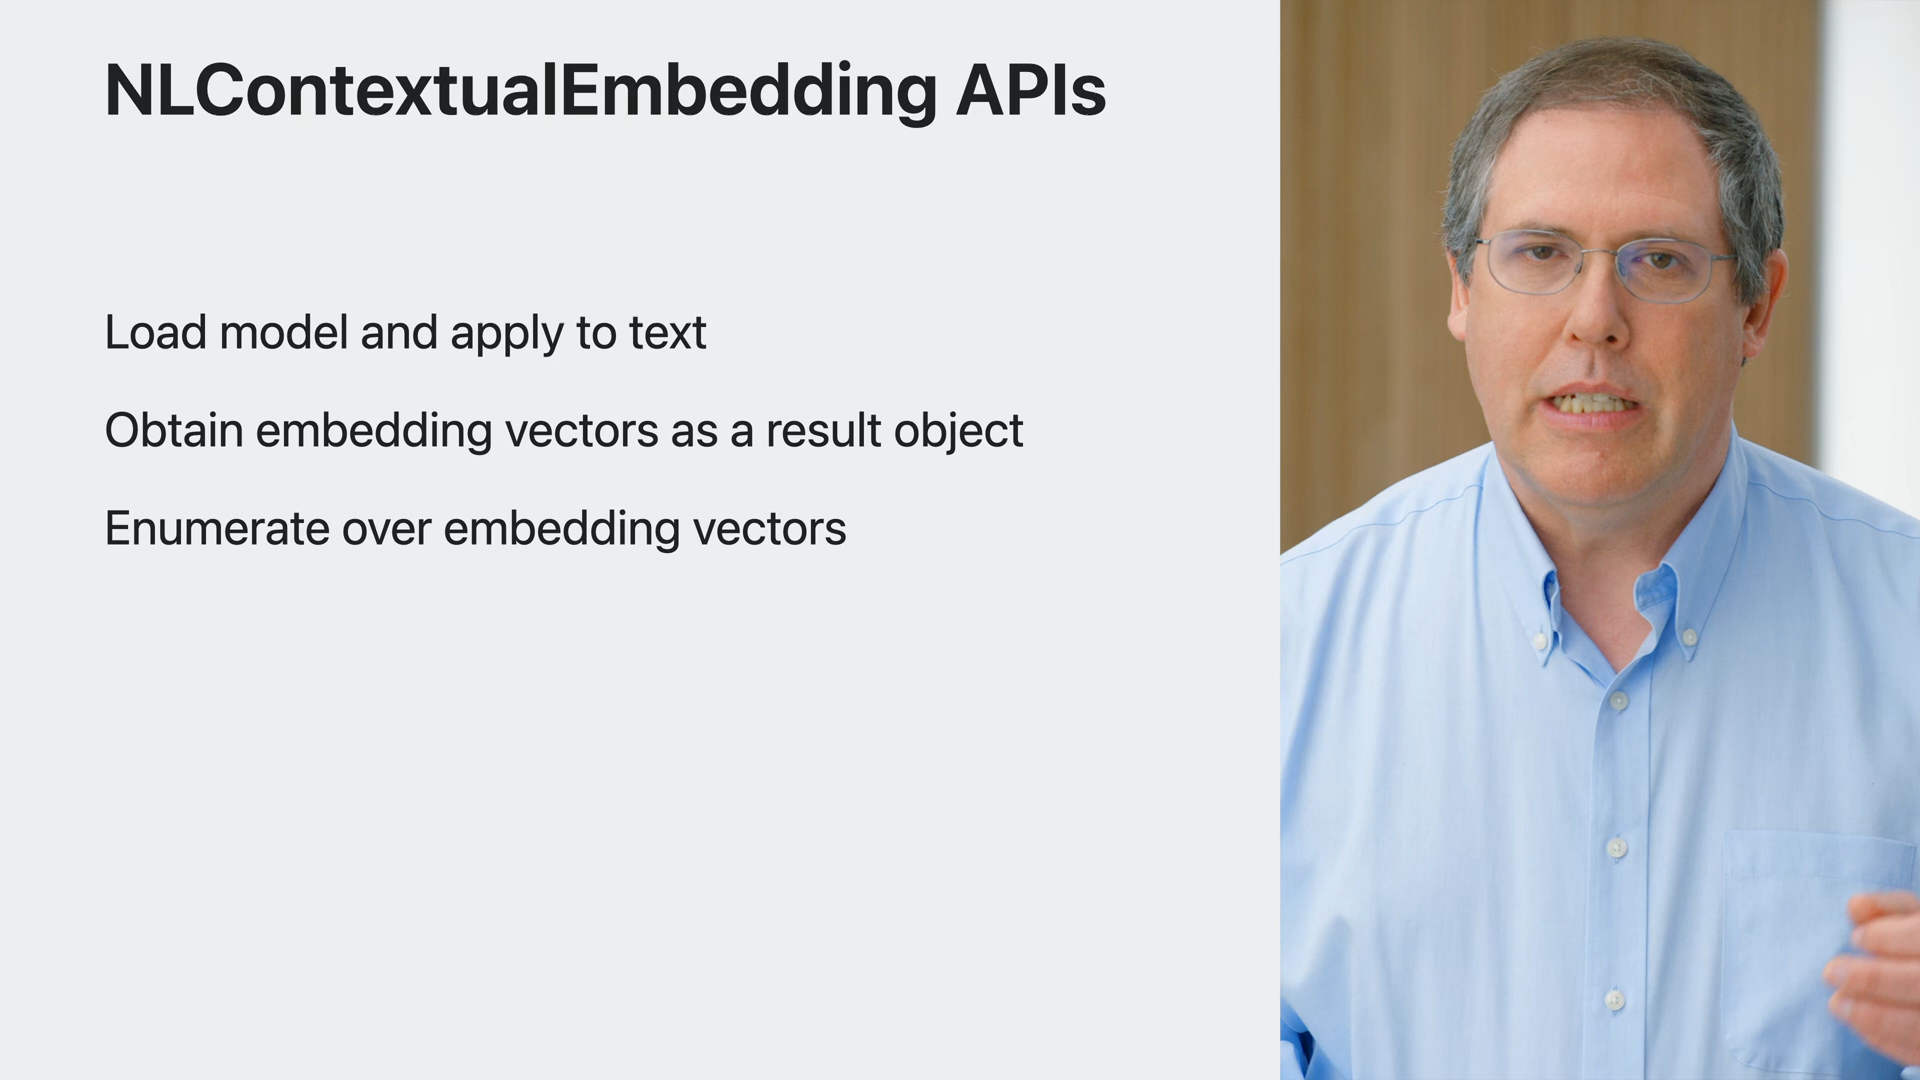 NLContextualEmbedding APIs
Load model and apply to text
Obtain embedding vectors as a result object
Enumerate over embedding vectors